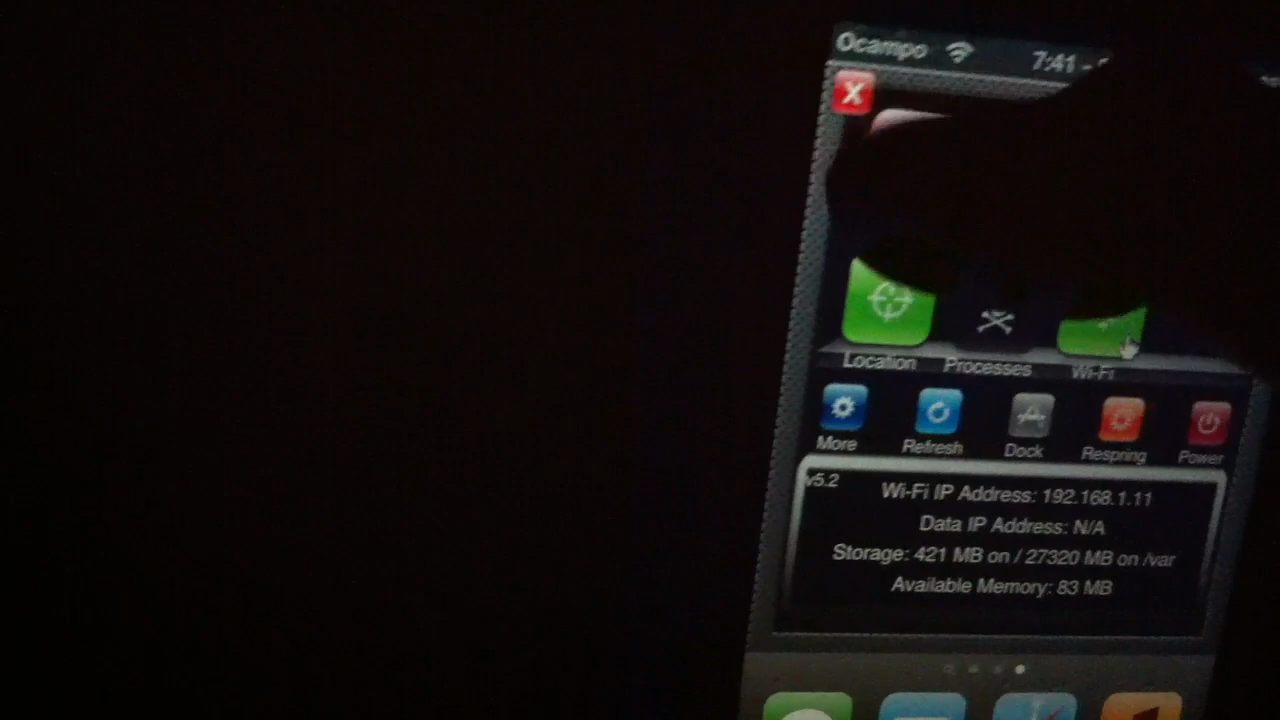 Ocampo 7:41 -
X
Location Processes Wi-Fi
More Refresh Dock Respring Power
v5.2
Wi-Fi IP Address: 192.168.1.11
Data IP Address: N/A
Storage: 421 MB on / 27320 MB on /var
Available Memory: 83 MB